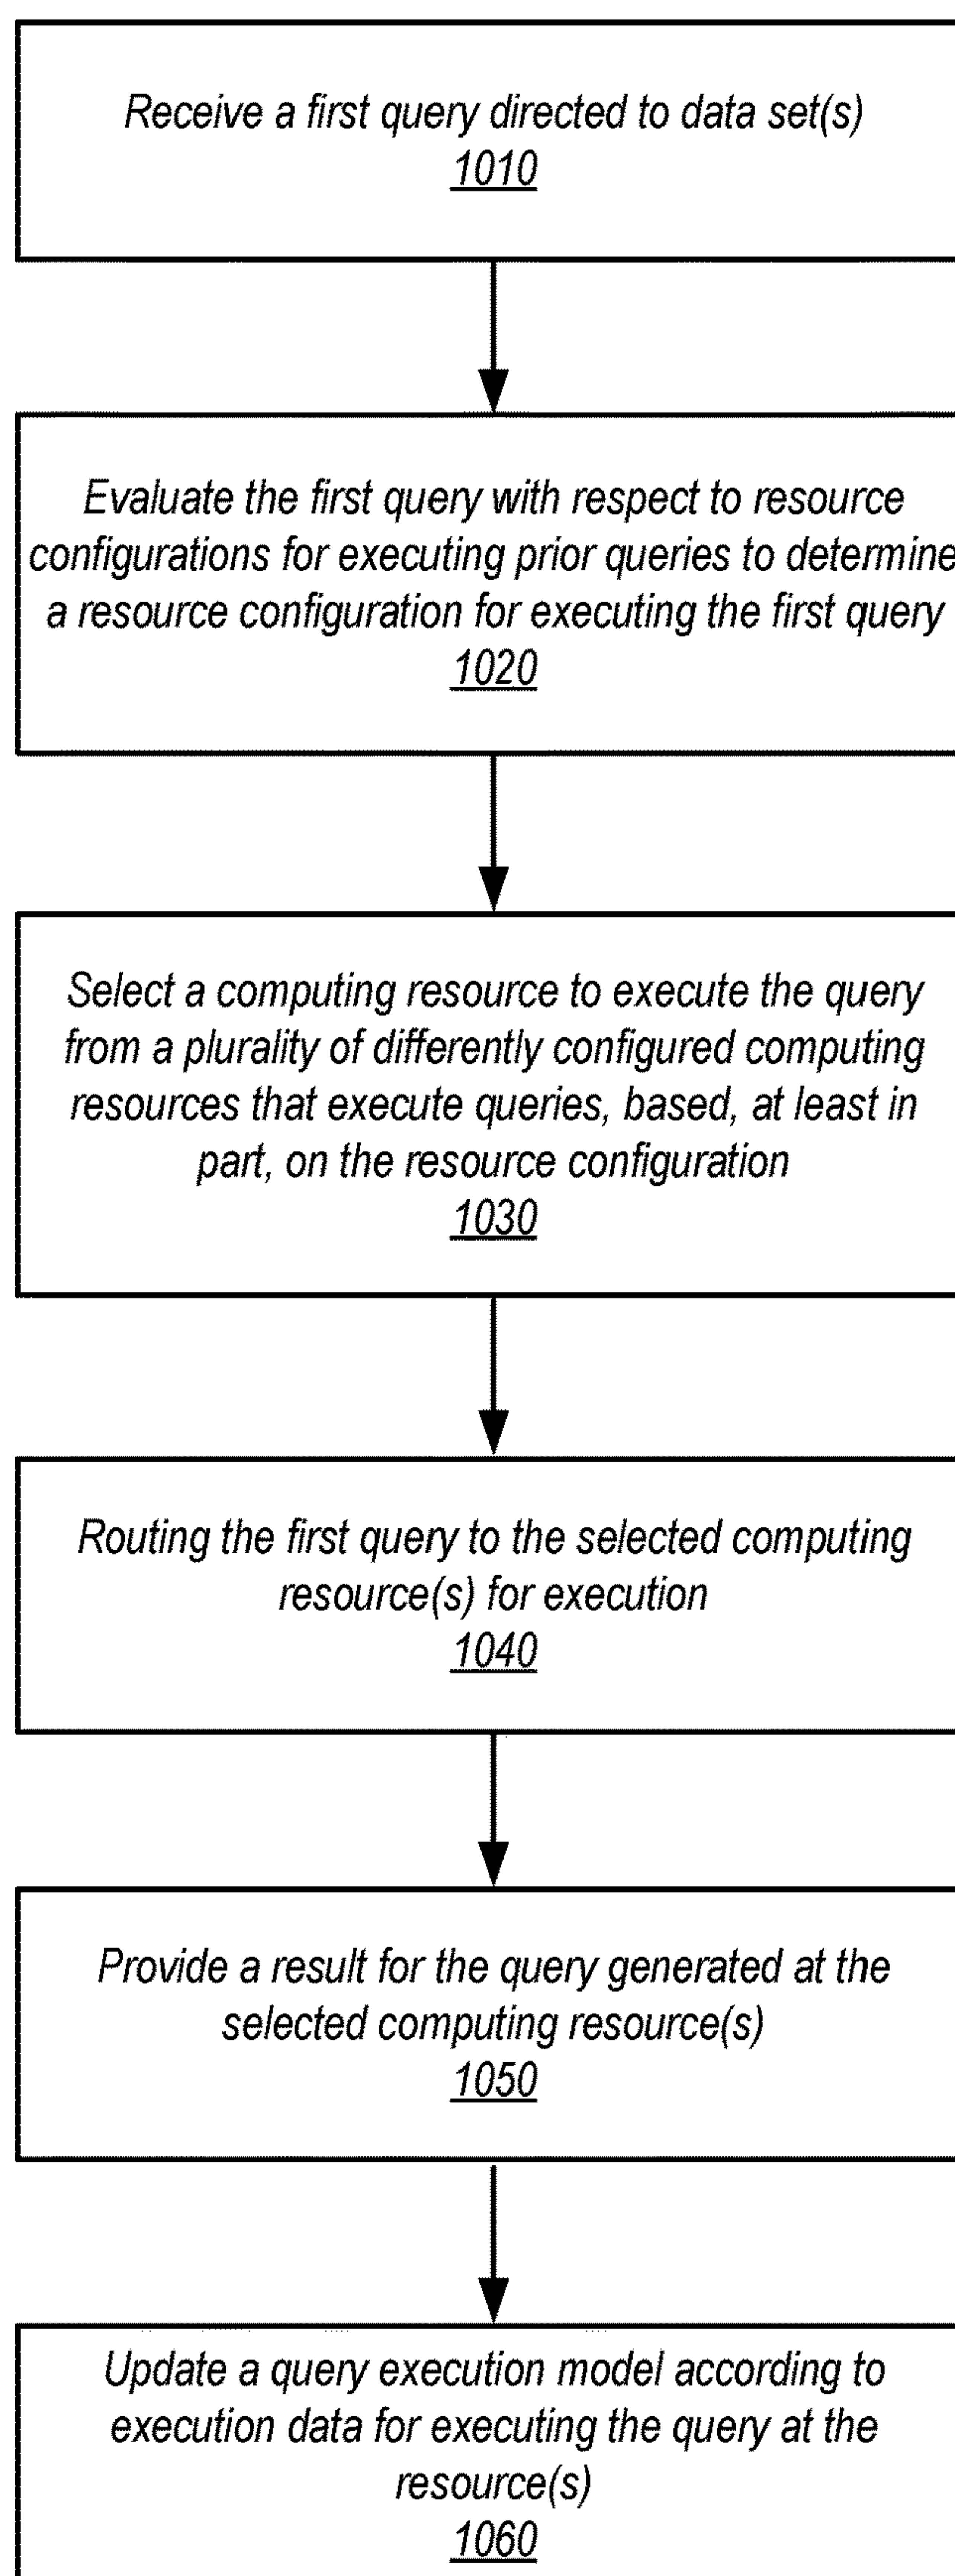 Receive a first query directed to data set(s)
1010
Evaluate the first query with respect to resource
configurations for executing prior queries to determine
a resource configuration for executing the first query
1020
Select a computing resource to execute the query
from a plurality of differently configured computing
resources that execute queries, based, at least in
part, on the resource configuration
1030
Routing the first query to the selected computing
resource(s) for execution
1040
Provide a result for the query generated at the
selected computing resource(s)
1050
Update a query execution model according to
execution data for executing the query at the
resource(s)
1060